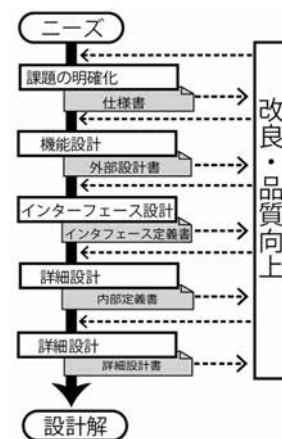 ニーズ
課題の明確化
仕様書
機能設計
外部設計書
インターフェース設計
インタフェース定義書
詳細設計
内部定義書
詳細設計
詳細設計書
設計解
改良・品質向上